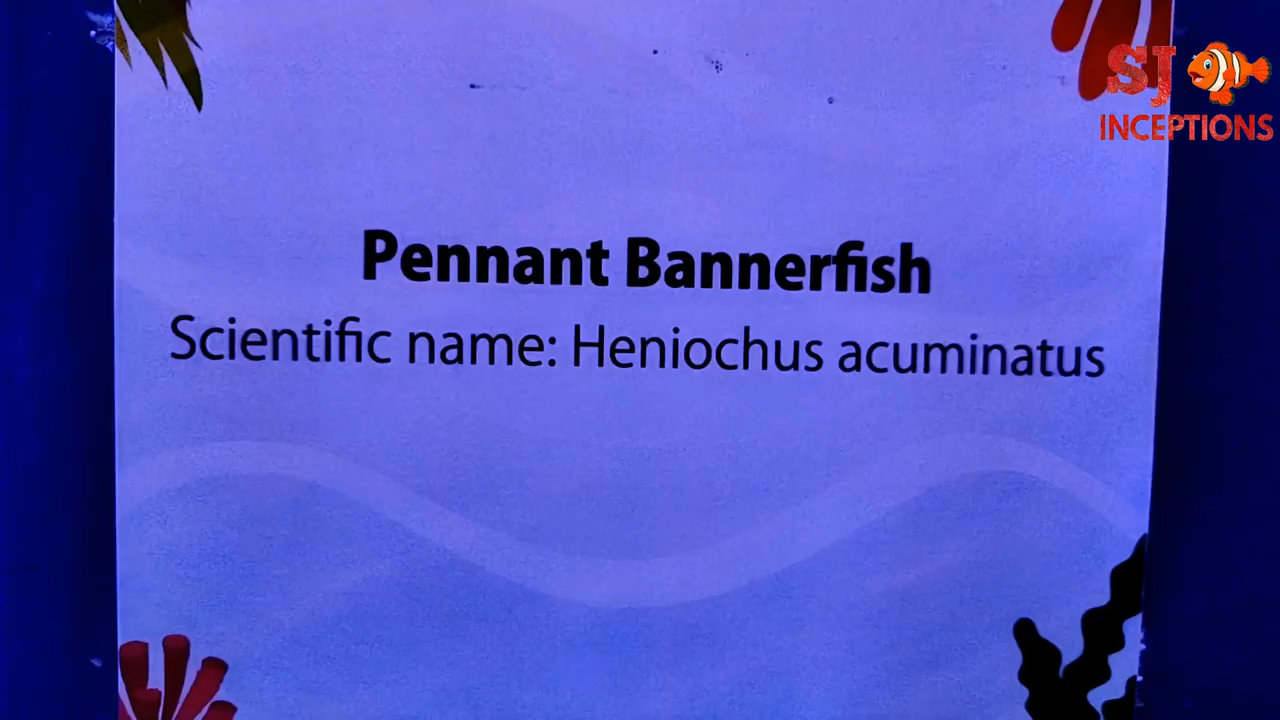 SJ
INCEPTIONS
Pennant Bannerfish
Scientific name: Heniochus acuminatus